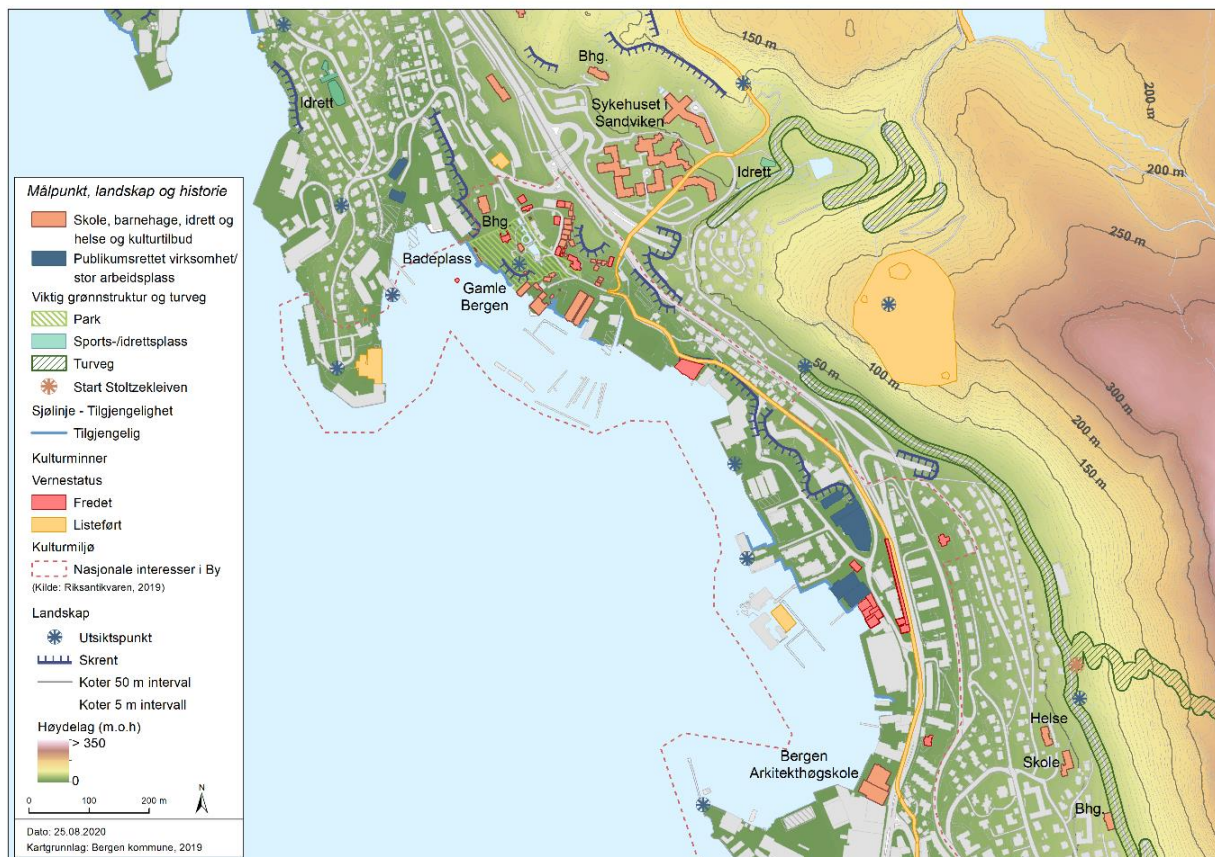 150 m
Bhg.
Idrett
Sykehuset i
Sandviken
200 m
200 m
Idrett
Målpunkt, landskap og historie
Skole, barnehage, idrett og
helse og kulturtilbud
Publikumsrettet virksomhet/
stor arbeidsplass
Viktig grønnstruktur og turveg
Park
Sports-/idrettsplass
Turveg
Start Stoltzekleiven
Sjølinje - Tilgjengelighet
Tilgjengelig
Kulturminner
Vernestatus
Fredet
Listeført
Kulturmiljø
Nasjonale interesser i By
(Kilde: Riksantikvaren, 2019)
Landskap
Utsiktspunkt
Skrent
Koter 50 m interval
Koter 5 m intervall
Høydelag (m.o.h)
> 350
0
0 100 200 m
N
Dato: 25.08.2020
Kartgrunnlag: Bergen kommune, 2019
Bhg.
Badeplass
Gamle
Bergen
250 m
50 m
100 m
300 m
200 m
150 m
Bergen
Arkitekthøgskole
Helse
Skole
Bhg.